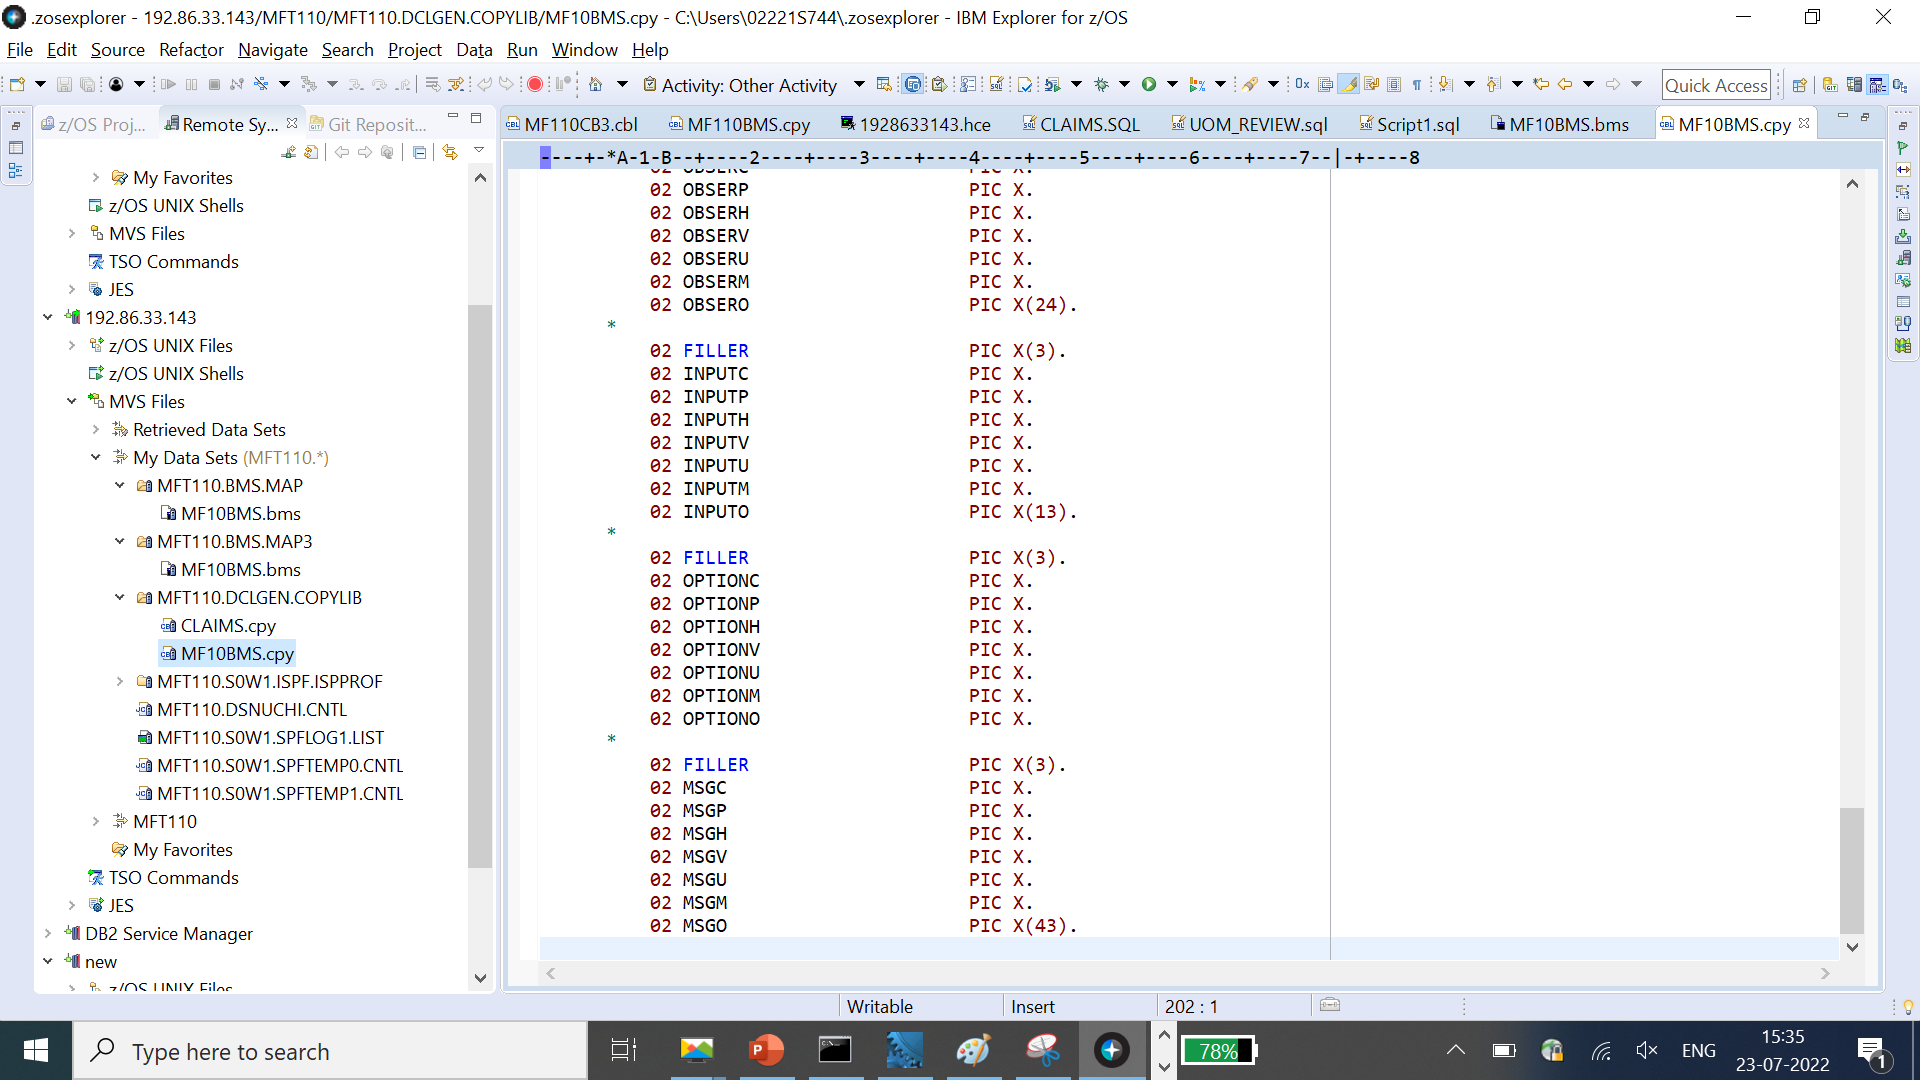 .zosexplorer - 192.86.33.143/MFT110/MFT110.DCLGEN.COPYLIB/MF10BMS.cpy - C:\Users\02221S744\.zosexplorer - IBM Explorer for z/OS
File Edit Source Refactor Navigate Search Project Data Run Window Help
Activity: Other Activity
Quick Access
z/OS Proj...
Remote Sy...
Git Reposit...
MF110CB3.cbl
MF110BMS.cpy
1928633143.hce
CLAIMS.SQL
UOM_REVIEW.sql
Script1.sql
MF10BMS.bms
MF10BMS.cpy
My Favorites
z/OS UNIX Shells
MVS Files
TSO Commands
JES
192.86.33.143
z/OS UNIX Files
z/OS UNIX Shells
MVS Files
Retrieved Data Sets
My Data Sets (MFT110.*)
MFT110.BMS.MAP
MF10BMS.bms
MFT110.BMS.MAP3
MF10BMS.bms
MFT110.DCLGEN.COPYLIB
CLAIMS.cpy
MF10BMS.cpy
MFT110.S0W1.ISPF.ISPPROF
MFT110.DSNUCHI.CNTL
MFT110.S0W1.SPFLOG1.LIST
MFT110.S0W1.SPFTEMP0.CNTL
MFT110.S0W1.SPFTEMP1.CNTL
MFT110
My Favorites
TSO Commands
JES
DB2 Service Manager
new
z/OS UNIX Files
----+-*A-1-B--+----2----+----3----+----4----+----5----+----6----+----7--|-+----8
02 OBSERC PIC X.
02 OBSERP PIC X.
02 OBSERH PIC X.
02 OBSERV PIC X.
02 OBSERU PIC X.
02 OBSERM PIC X.
02 OBSERO PIC X(24).
*
02 FILLER PIC X(3).
02 INPUTC PIC X.
02 INPUTP PIC X.
02 INPUTH PIC X.
02 INPUTV PIC X.
02 INPUTU PIC X.
02 INPUTM PIC X.
02 INPUTO PIC X(13).
*
02 FILLER PIC X(3).
02 OPTIONC PIC X.
02 OPTIONP PIC X.
02 OPTIONH PIC X.
02 OPTIONV PIC X.
02 OPTIONU PIC X.
02 OPTIONM PIC X.
02 OPTIONO PIC X.
*
02 FILLER PIC X(3).
02 MSGC PIC X.
02 MSGP PIC X.
02 MSGH PIC X.
02 MSGV PIC X.
02 MSGU PIC X.
02 MSGM PIC X.
02 MSGO PIC X(43).
Writable
Insert
202 : 1
Type here to search
78%
ENG
15:35
23-07-2022
1